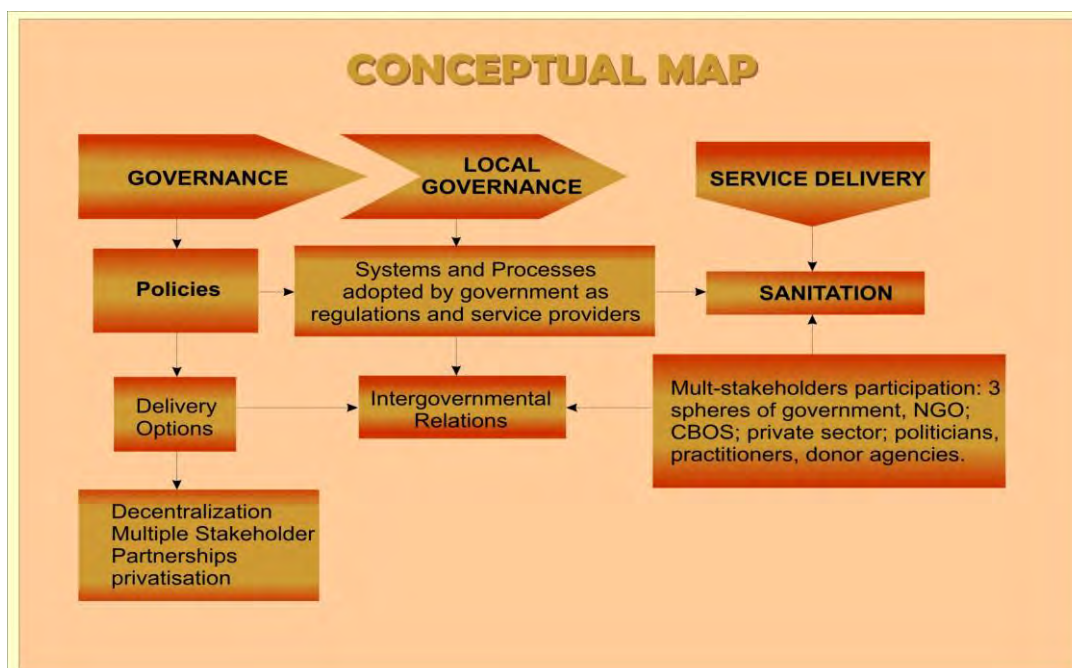 CONCEPTUAL MAP
GOVERNANCE
LOCAL
GOVERNANCE
SERVICE DELIVERY
Policies
Systems and Processes
adopted by government as
regulations and service providers
SANITATION
Delivery
Options
Intergovernmental
Relations
Mult-stakeholders participation: 3
spheres of government, NGO;
CBOS; private sector; politicians,
practitioners, donor agencies.
Decentralization
Multiple Stakeholder
Partnerships
privatisation